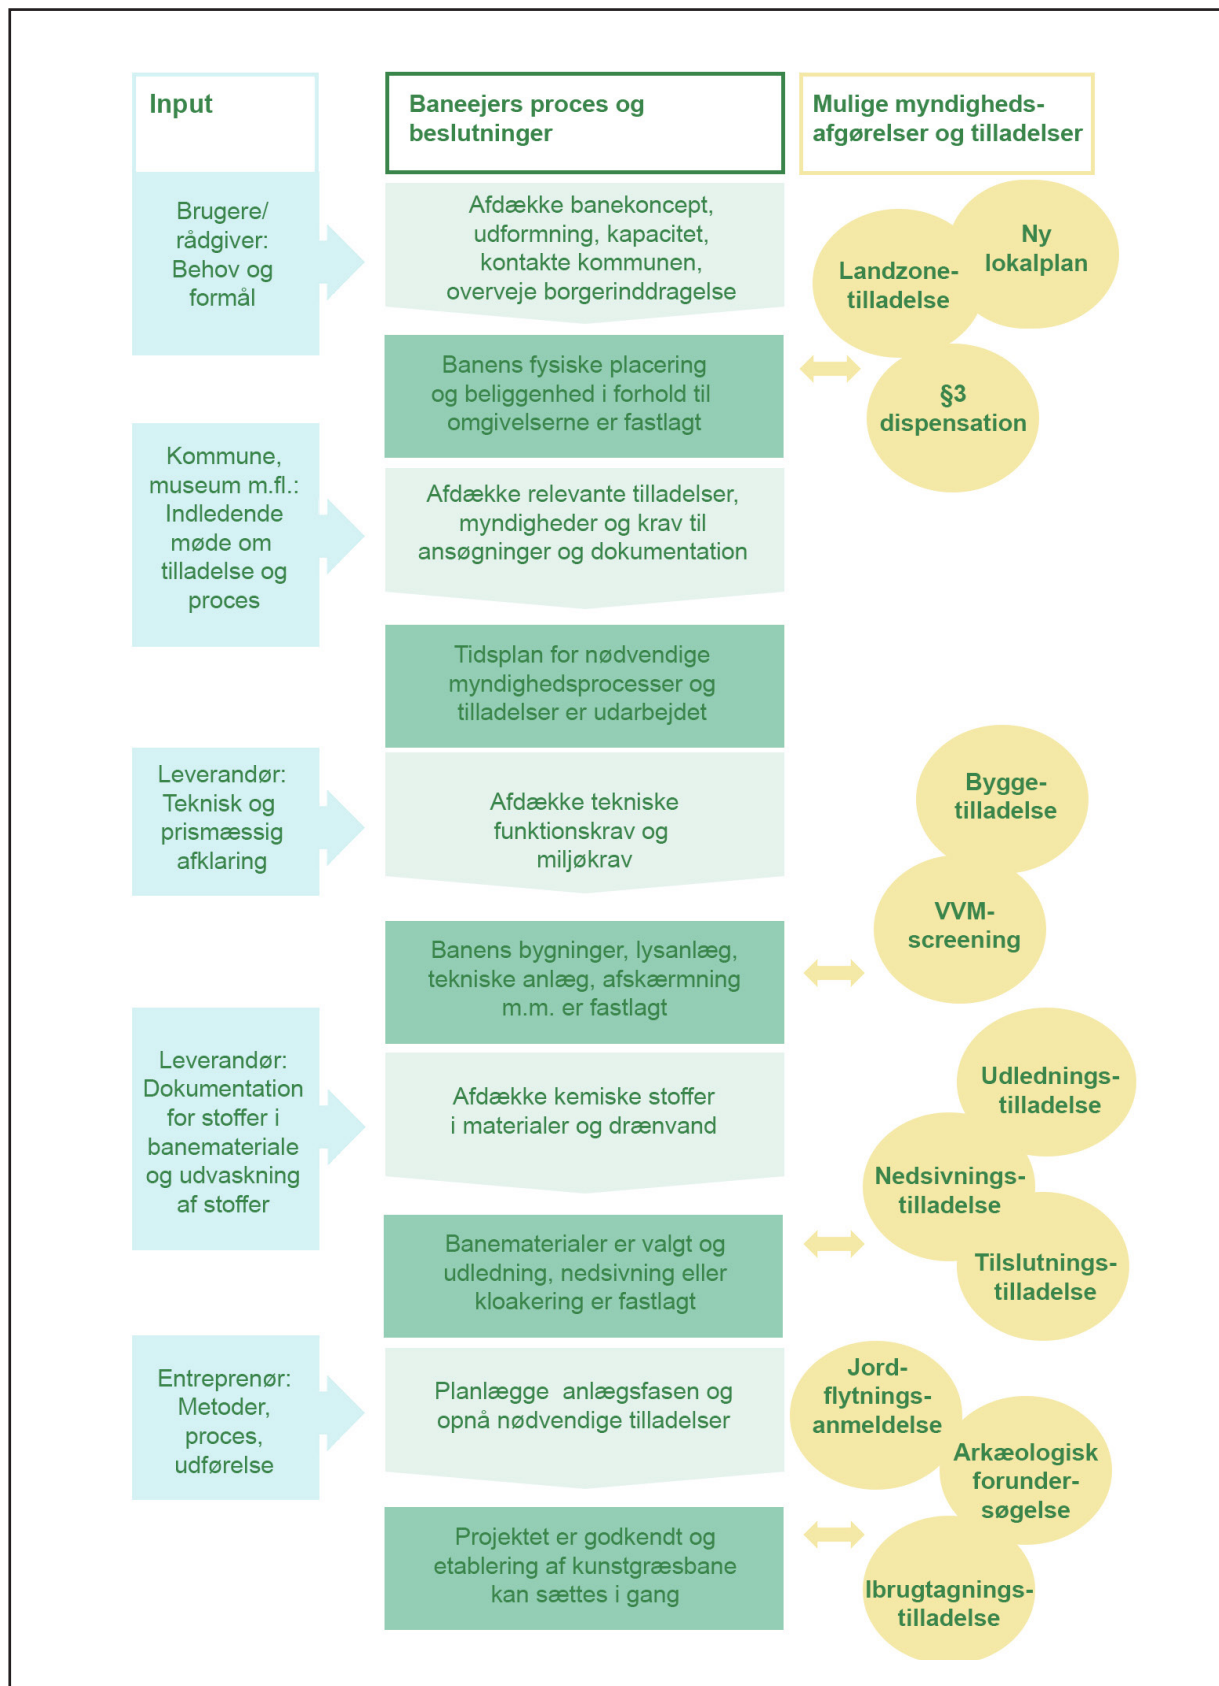 Input
Baneejers proces og
beslutninger
Mulige myndigheds-
afgørelser og tilladelser
Brugere/
rådgiver:
Behov og
formål
Afdække banekoncept,
udformning, kapacitet,
kontakte kommunen,
overveje borgerinddragelse
Ny
lokalplan
Landzone-
tilladelse
Banens fysiske placering
og beliggenhed i forhold til
omgivelserne er fastlagt
§3
dispensation
Kommune,
museum m.fl.:
Indledende
møde om
tilladelse og
proces
Afdække relevante tilladelser,
myndigheder og krav til
ansøgninger og dokumentation
Tidsplan for nødvendige
myndighedsprocesser og
tilladelser er udarbejdet
Leverandør:
Teknisk og
prismæssig
afklaring
Afdække tekniske
funktionskrav og
miljøkrav
Bygge-
tilladelse
VVM-
screening
Banens bygninger, lysanlæg,
tekniske anlæg, afskærmning
m.m. er fastlagt
Leverandør:
Dokumentation
for stoffer i
banemateriale
og udvaskning
af stoffer
Afdække kemiske stoffer
i materialer og drænvand
Udlednings-
tilladelse
Nedsivnings-
tilladelse
Banematerialer er valgt og
udledning, nedsivning eller
kloakering er fastlagt
Tilslutnings-
tilladelse
Entreprenør:
Metoder,
proces,
udførelse
Planlægge anlægsfasen og
opnå nødvendige tilladelser
Jord-
flytnings-
anmeldelse
Arkæologisk
forunder-
søgelse
Projektet er godkendt og
etablering af kunstgræsbane
kan sættes i gang
Ibrugtagnings-
tilladelse